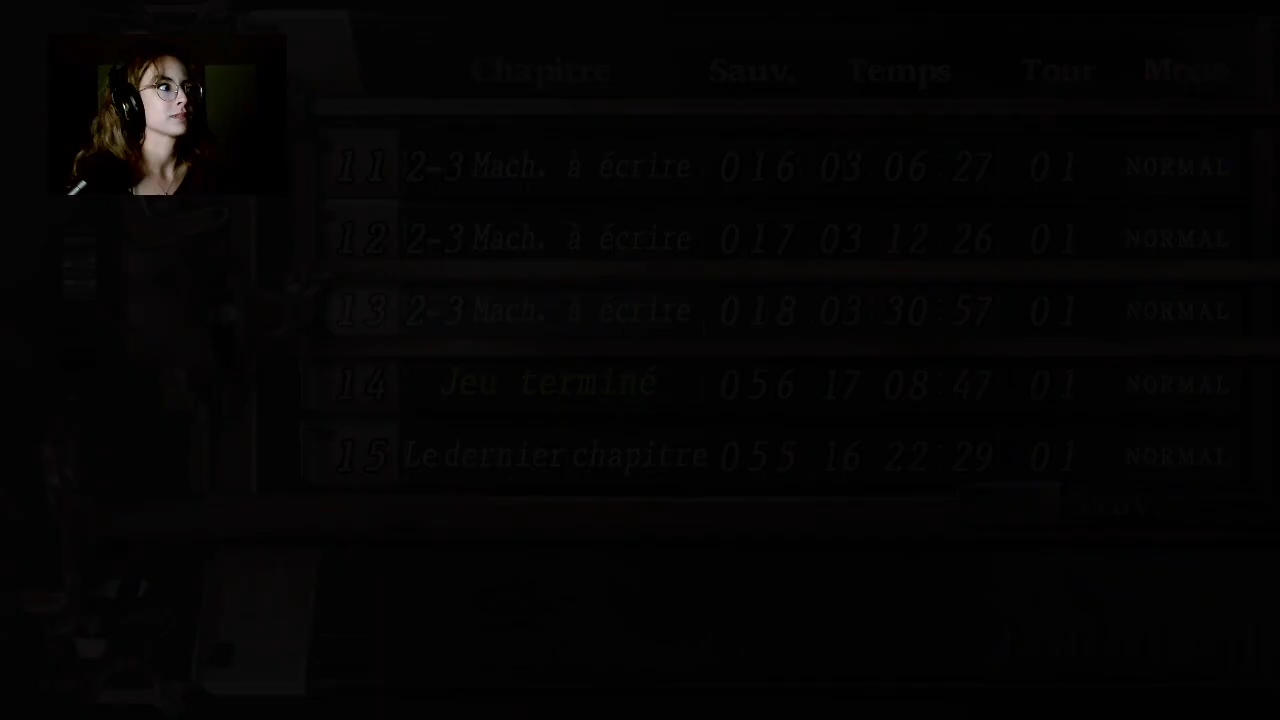 Chapitre Sauv. Temps Tour
11 2-3 Mach. à écrire 016 03:06:27 01 NORMAL
12 2-3 Mach. à écrire 017 03:12:26 01 NORMAL
13 2-3 Mach. à écrire 018 03:30:57 01 NORMAL
14 Jeu terminé 056 17:08:47 01 NORMAL
15 Le dernier chapitre 055 16:22:29 01 NORMAL